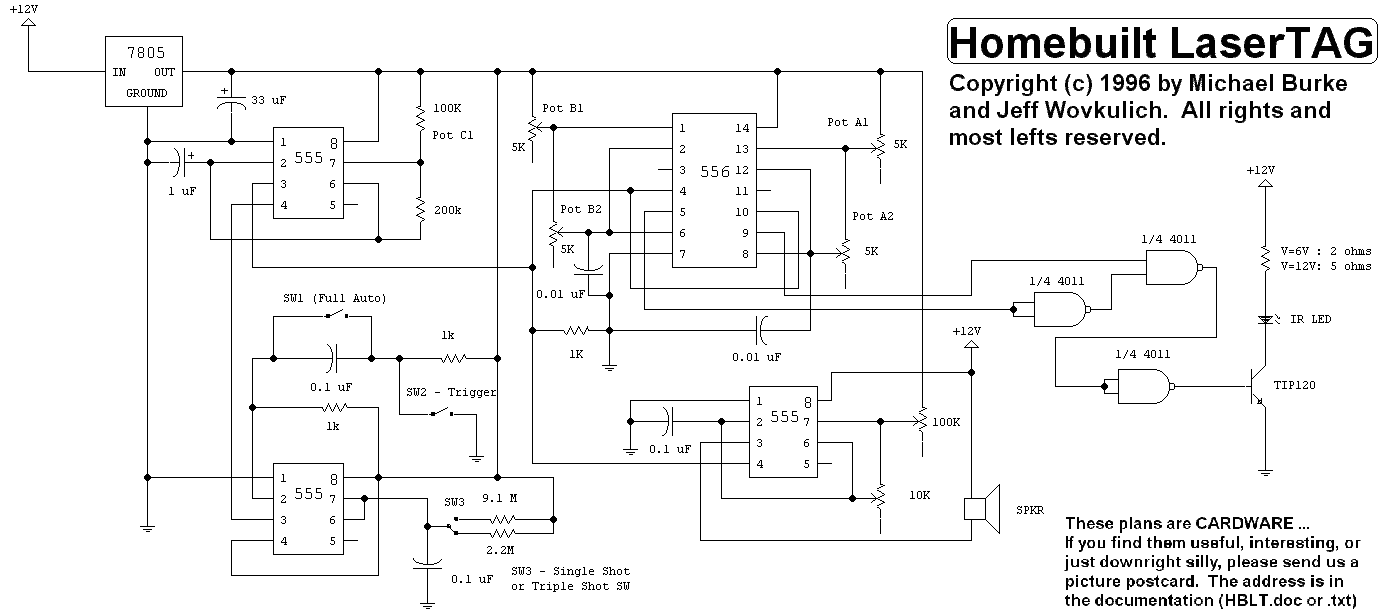 +12V
7805
IN OUT
GROUND
+
33 uF
1 8
2 555 7
3 6
4 5
+
1 uF
100K
Pot C1
200k
Pot B1
5K
Pot B2
5K
0.01 uF
1 14
2 13
3 556 12
4 11
5 10
6 9
7 8
Pot A1
5K
Pot A2
5K
1K
0.01 uF
Homebuilt LaserTAG
Copyright (c) 1996 by Michael Burke
and Jeff Wovkulich. All rights and
most lefts reserved.
+12V
1/4 4011
V=6V : 2 ohms
V=12V: 5 ohms
1/4 4011
IR LED
1/4 4011
TIP120
SW1 (Full Auto)
0.1 uF
1k
SW2 - Trigger
1k
1 8
2 555 7
3 6
4 5
SW3
9.1 M
2.2M
0.1 uF
SW3 - Single Shot
or Triple Shot SW
+12V
1 8
2 555 7
3 6
4 5
0.1 uF
100K
10K
SPKR
These plans are CARDWARE ...
If you find them useful, interesting, or
just downright silly, please send us a
picture postcard. The address is in
the documentation (HBLT.doc or .txt)